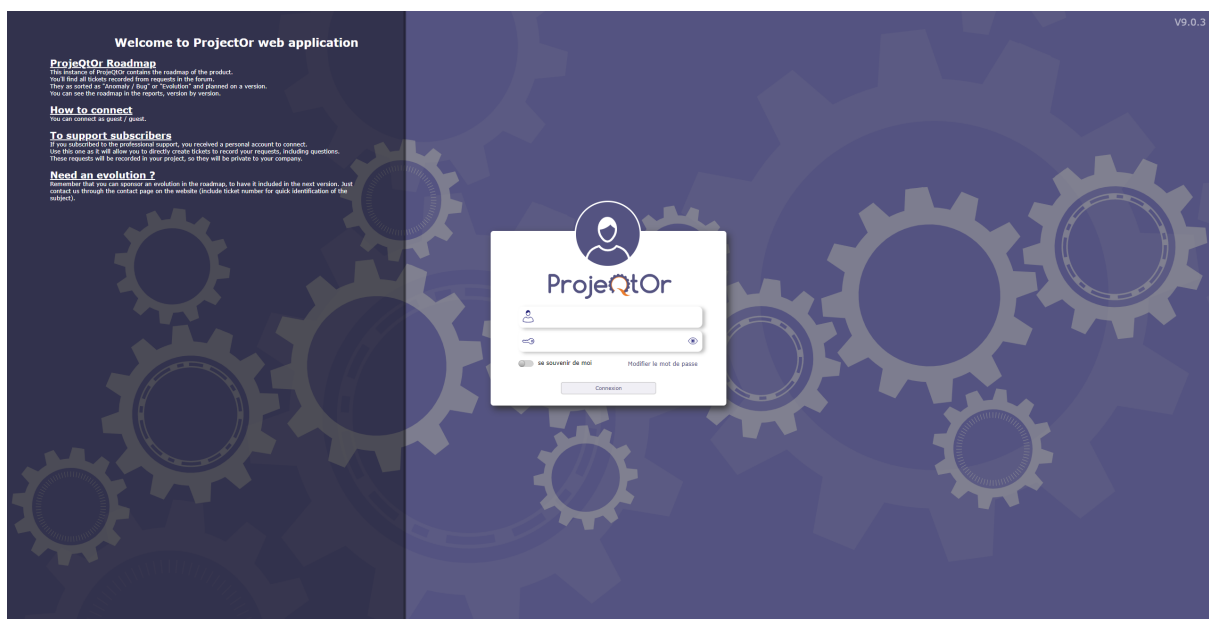 V9.0.3
Welcome to ProjectOr web application
ProjeQtOr Roadmap
This instance of ProjeQtOr contains the roadmap of the product.
You'll find all tickets recorded from requests in the forum.
They as sorted as "Anomaly / Bug" or "Evolution" and planned on a version.
You can see the roadmap in the reports, version by version.
How to connect
You can connect as guest / guest.
To support subscribers
If you subscribed to the professional support, you received a personal account to connect.
Use this one as it will allow you to directly create tickets to record your requests, including questions.
These requests will be recorded in your project, so they will be private to your company.
Need an evolution ?
Remember that you can sponsor an evolution in the roadmap, to have it included in the next version. Just
contact us through the contact page on the website (include ticket number for quick identification of the
subject).
ProjeQtOr
se souvenir de moi
Modifier le mot de passe
Connexion